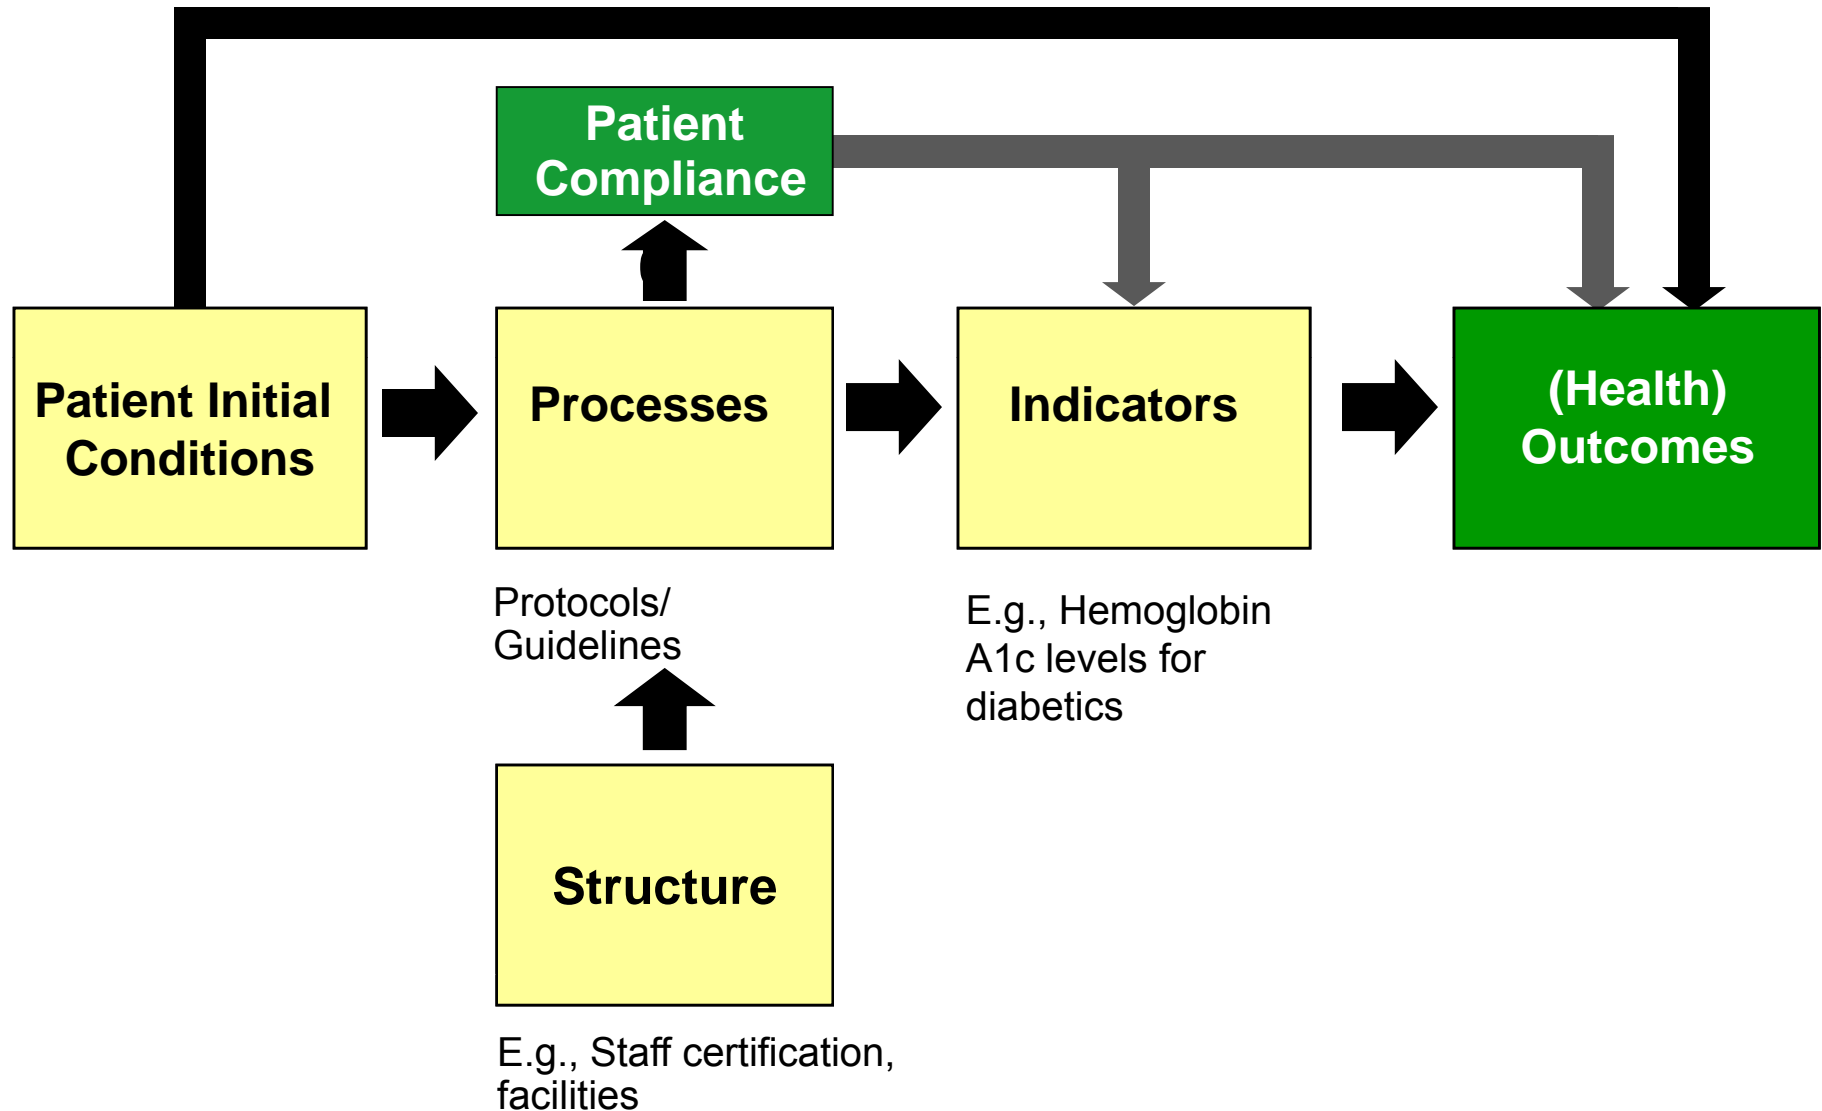 Patient
Compliance
Patient Initial
Conditions
Processes
Indicators
(Health)
Outcomes
Protocols/
Guidelines
E.g., Hemoglobin
A1c levels for
diabetics
Structure
E.g., Staff certification,
facilities